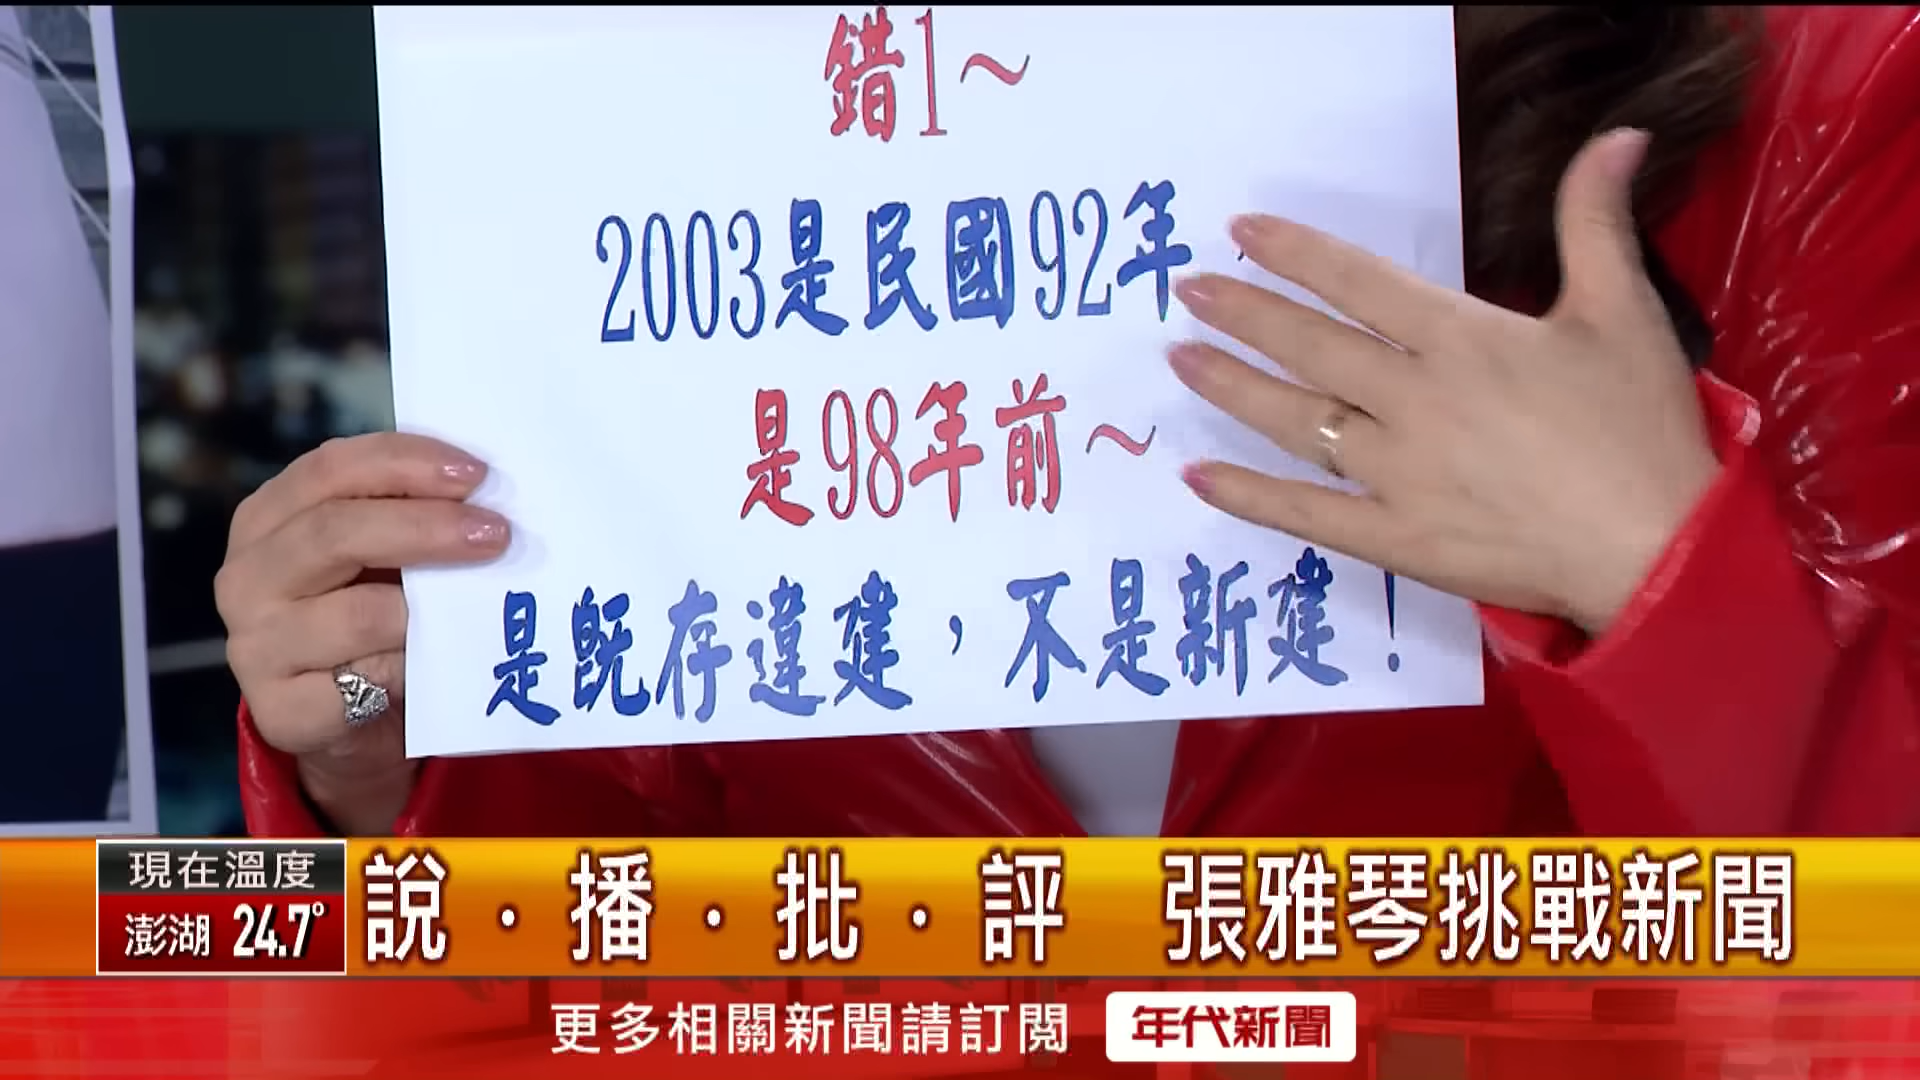 錯1~
2003是民國92年，
是98年前~
是既存違建，不是新建！
現在溫度
澎湖 24.7°
說．播．批．評 張雅琴挑戰新聞
更多相關新聞請訂閱 年代新聞